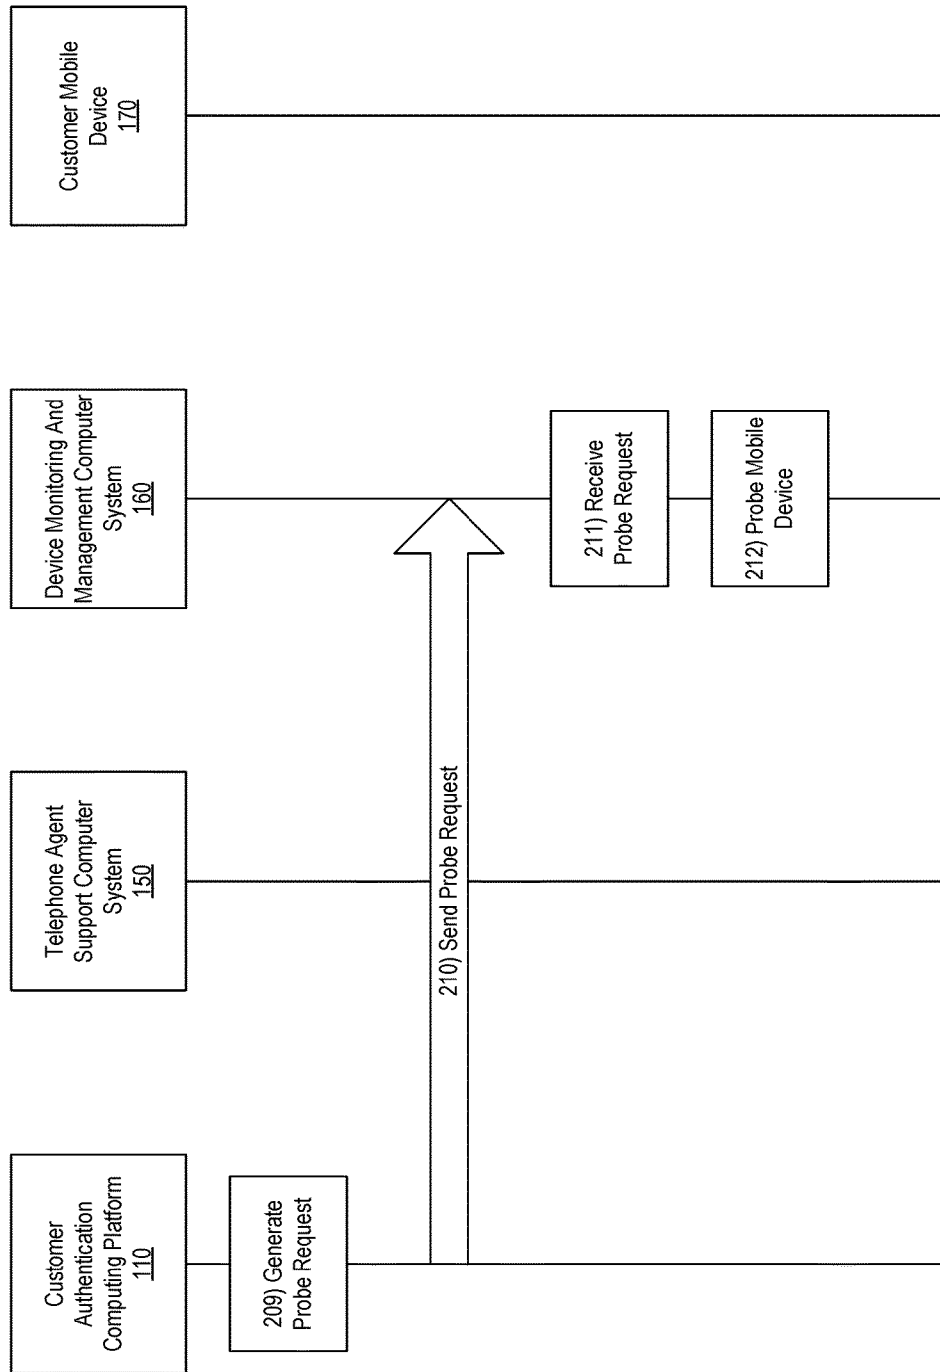 Customer
Authentication
Computing Platform
110
Telephone Agent
Support Computer
System
150
Device Monitoring And
Management Computer
System
160
Customer Mobile
Device
170
209) Generate
Probe Request
210) Send Probe Request
211) Receive
Probe Request
212) Probe Mobile
Device